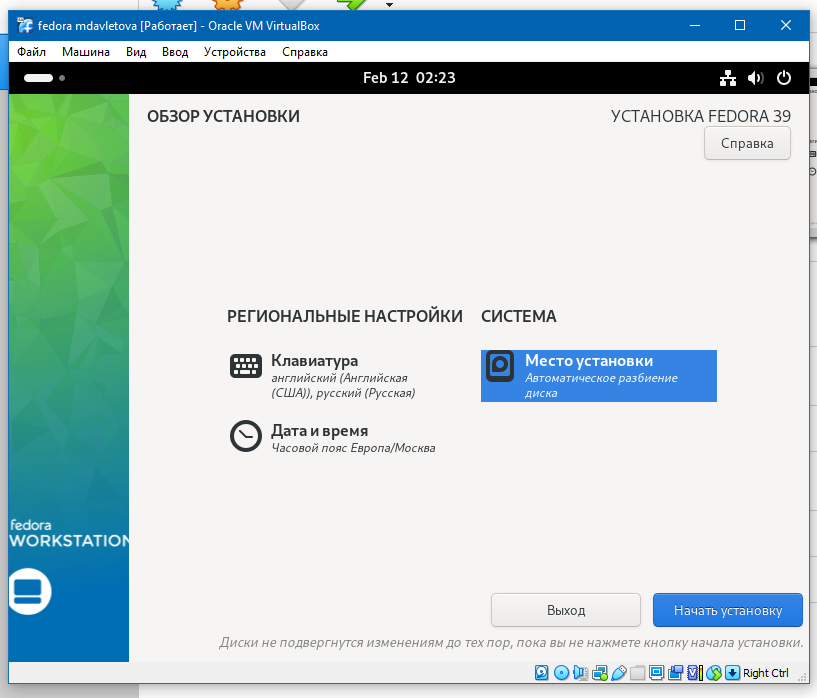 fedora mdavletova [Работает] - Oracle VM VirtualBox
Файл Машина Вид Ввод Устройства Справка
Feb 12 02:23
ОБЗОР УСТАНОВКИ
УСТАНОВКА FEDORA 39
Справка
РЕГИОНАЛЬНЫЕ НАСТРОЙКИ
Клавиатура
английский (Английская
(США)), русский (Русская)
Дата и время
Часовой пояс Европа/Москва
СИСТЕМА
Место установки
Автоматическое разбиение
диска
fedora
WORKSTATION
Выход
Начать установку
Диски не подвергнутся изменениям до тех пор, пока вы не нажмете кнопку начала установки.
Right Ctrl